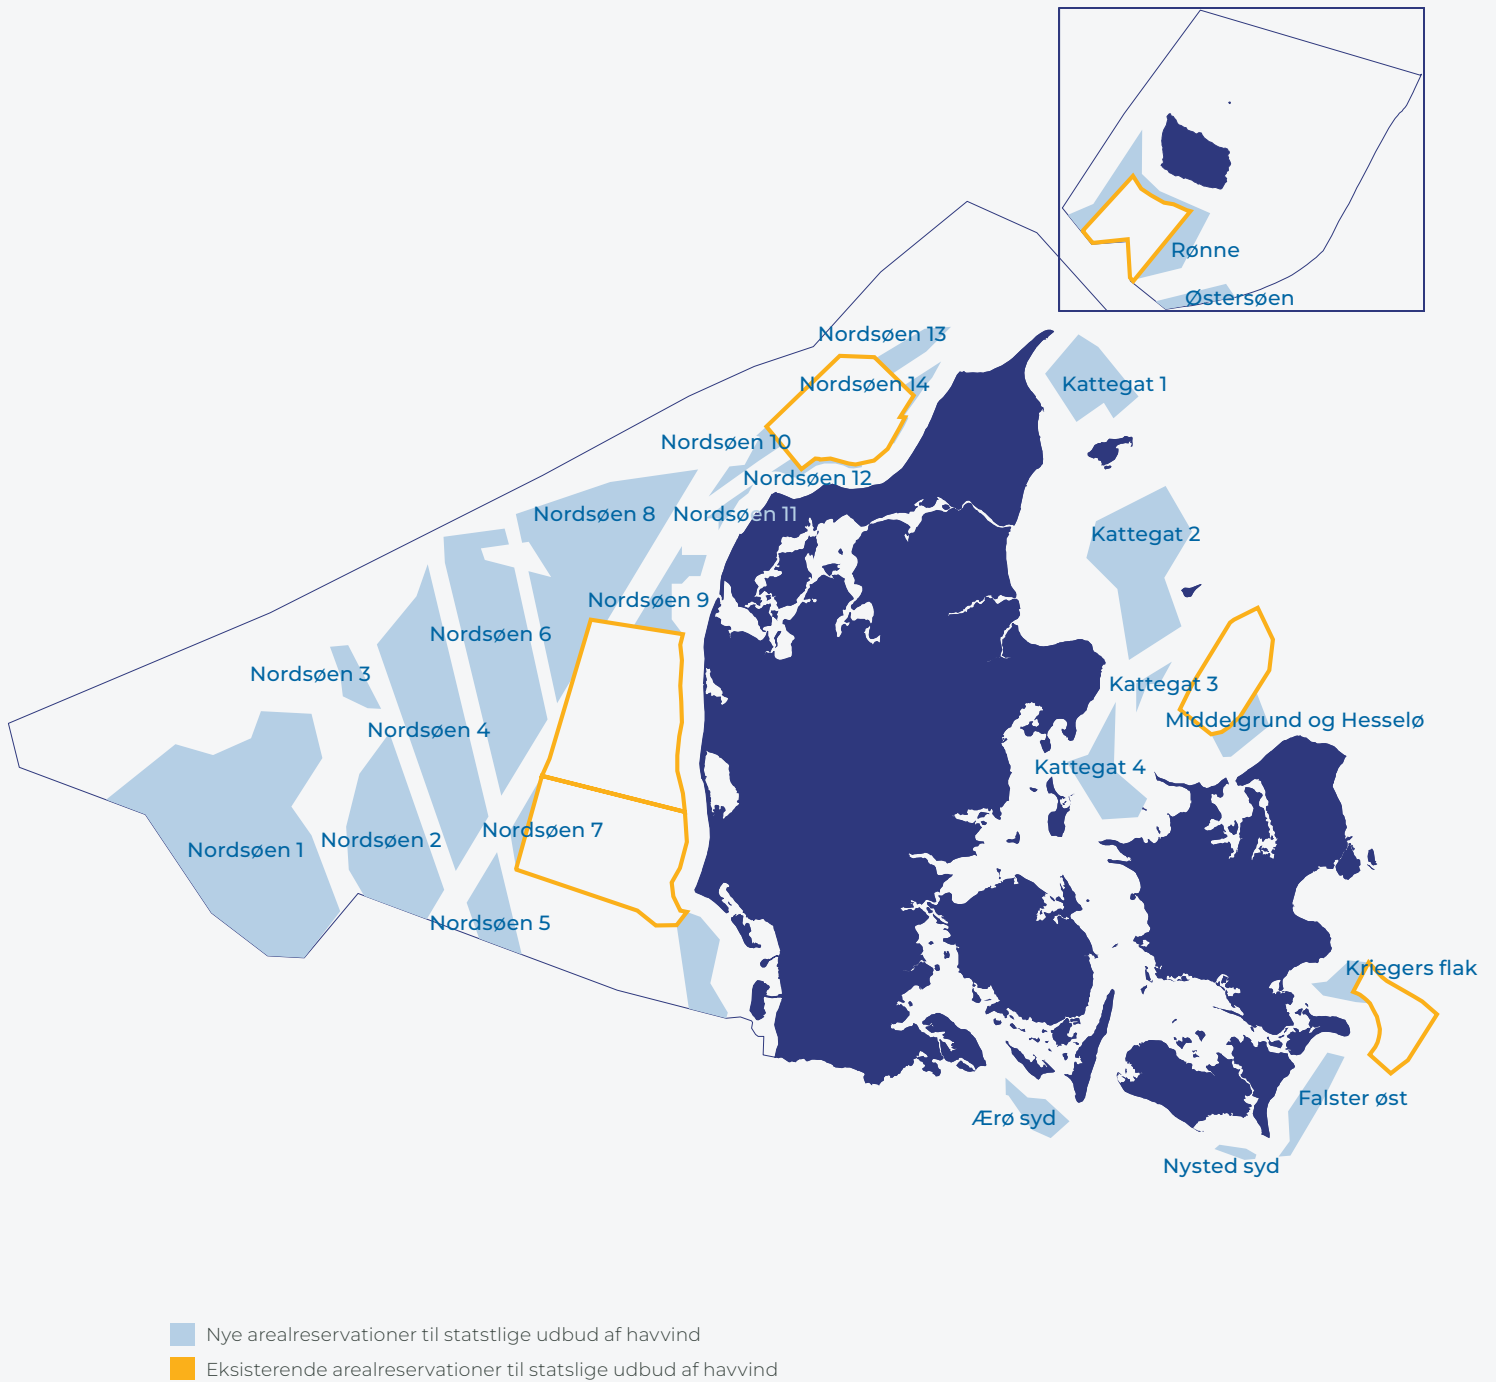 Rønne
Østersøen
Nordsøen 13
Nordsøen 14
Kattegat 1
Nordsøen 10
Nordsøen 12
Nordsøen 8
Nordsøen 11
Kattegat 2
Nordsøen 9
Nordsøen 6
Nordsøen 3
Kattegat 3
Middelgrund og Hesselø
Nordsøen 4
Kattegat 4
Nordsøen 7
Nordsøen 2
Nordsøen 1
Nordsøen 5
Kriegers flak
Falster øst
Ærø syd
Nysted syd
Nye arealreservationer til statstlige udbud af havvind
Eksisterende arealreservationer til statslige udbud af havvind